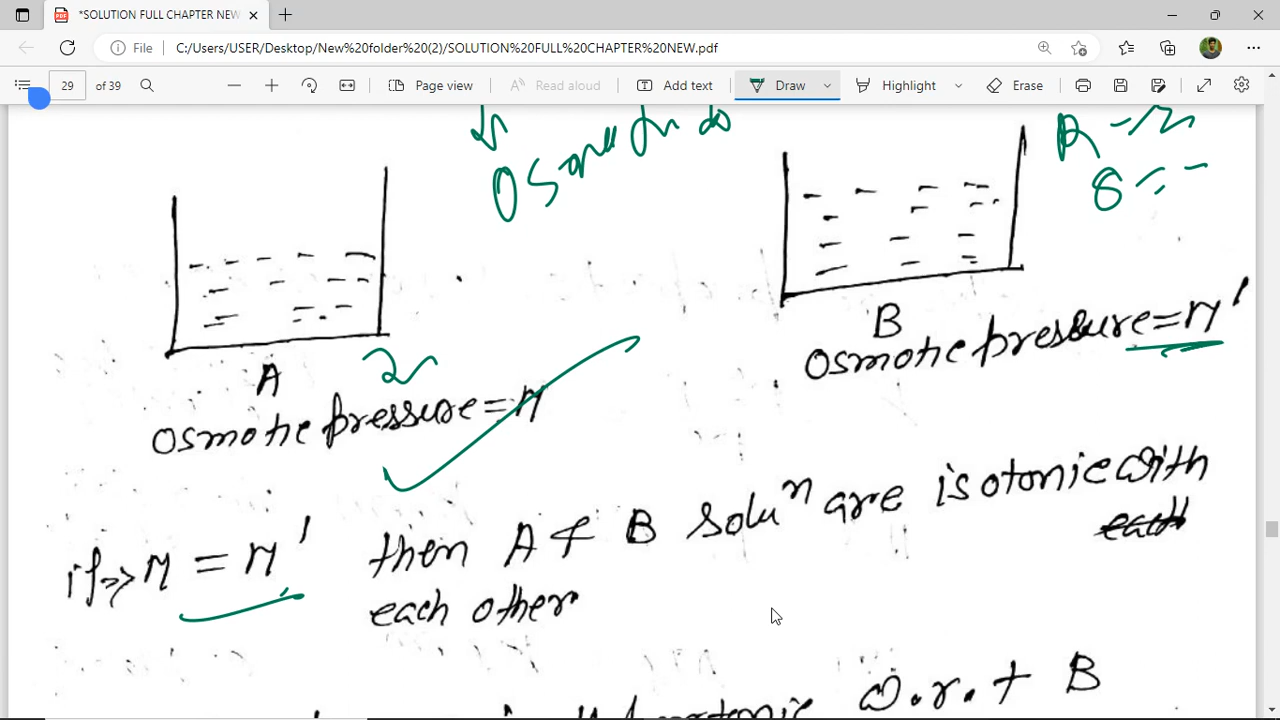 *SOLUTION FULL CHAPTER NEW
File C:/Users/USER/Desktop/New%20folder%20(2)/SOLUTION%20FULL%20CHAPTER%20NEW.pdf
29 of 39 Page view Read aloud Add text Draw Highlight Erase
A
B
osmotic pressure = π
Osmotic pressure = π'
if => π = π' then A & B soluⁿ are isotonic with
each
each other
w.r.t B